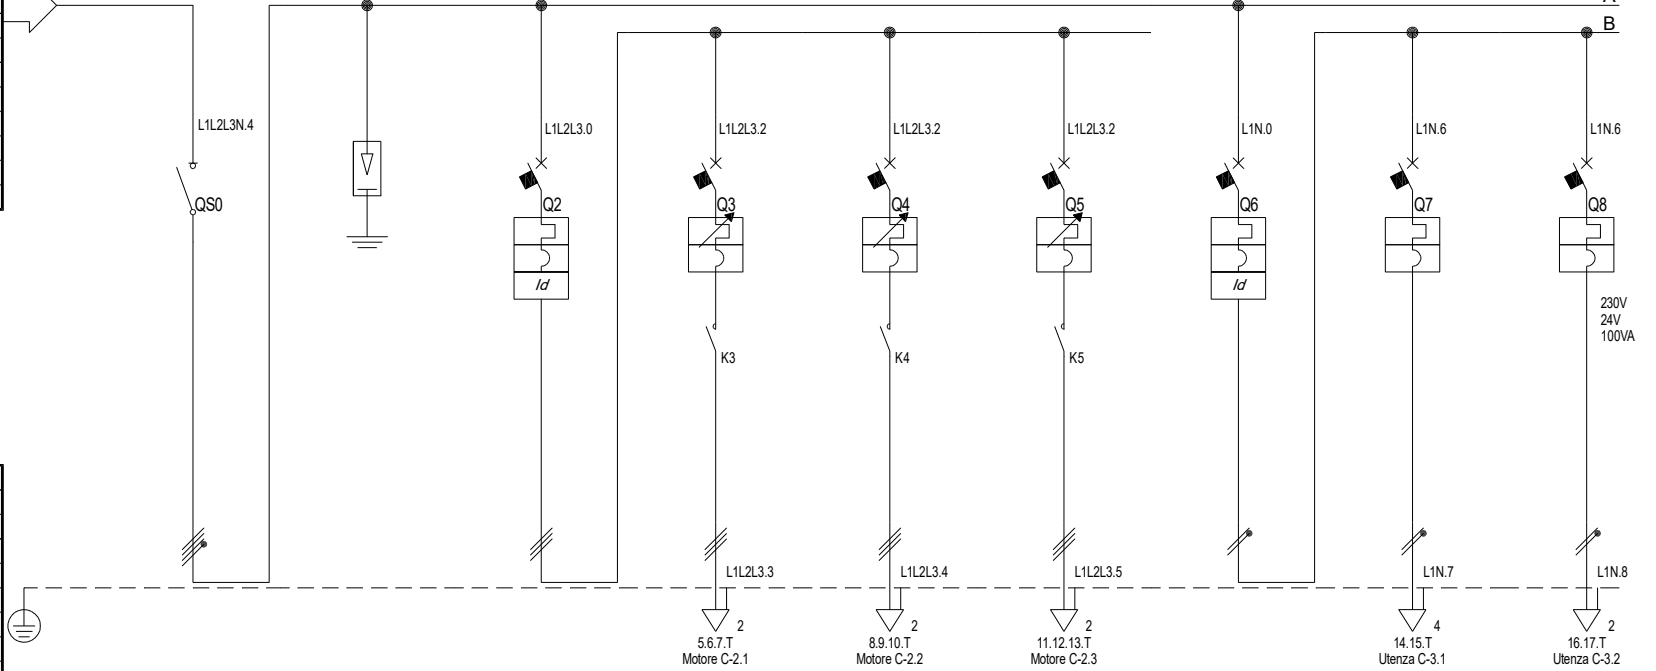 A
B
L1L2L3N.4
L1L2L3.0
L1L2L3.2
L1L2L3.2
L1L2L3.2
L1N.0
L1N.6
L1N.6
QS0
Q2
Q3
Q4
Q5
Q6
Q7
Q8
Id
Id
230V
24V
100VA
K3
K4
K5
L1L2L3.3
L1L2L3.4
L1L2L3.5
L1N.7
L1N.8
2
2
2
4
2
5.6.7.T
Motore C-2.1
8.9.10.T
Motore C-2.2
11.12.13.T
Motore C-2.3
14.15.T
Utenza C-3.1
16.17.T
Utenza C-3.2